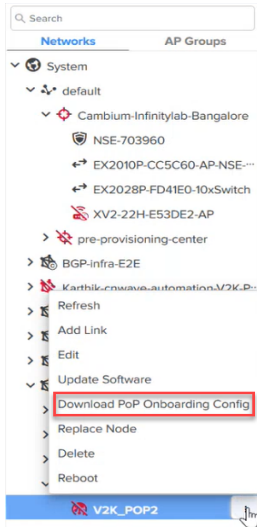 Search
Networks AP Groups
System
default
Cambium-Infinitylab-Bangalore
NSE-703960
EX2010P-CC5C60-AP-NSE-
EX2028P-FD41E0-10xSwitch
XV2-22H-E53DE2-AP
pre-provisioning-center
BGP-infra-E2E
Karthik-cnwave-automation-V2K-P...
Refresh
Add Link
Edit
Update Software
Download PoP Onboarding Config
Replace Node
Delete
Reboot
V2K_POP2